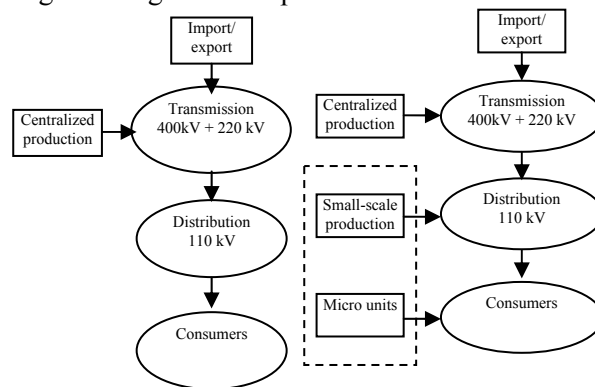 Import/
export
Centralized
production
Transmission
400kV + 220 kV
Distribution
110 kV
Consumers
Import/
export
Centralized
production
Transmission
400kV + 220 kV
Small-scale
production
Distribution
110 kV
Micro units
Consumers